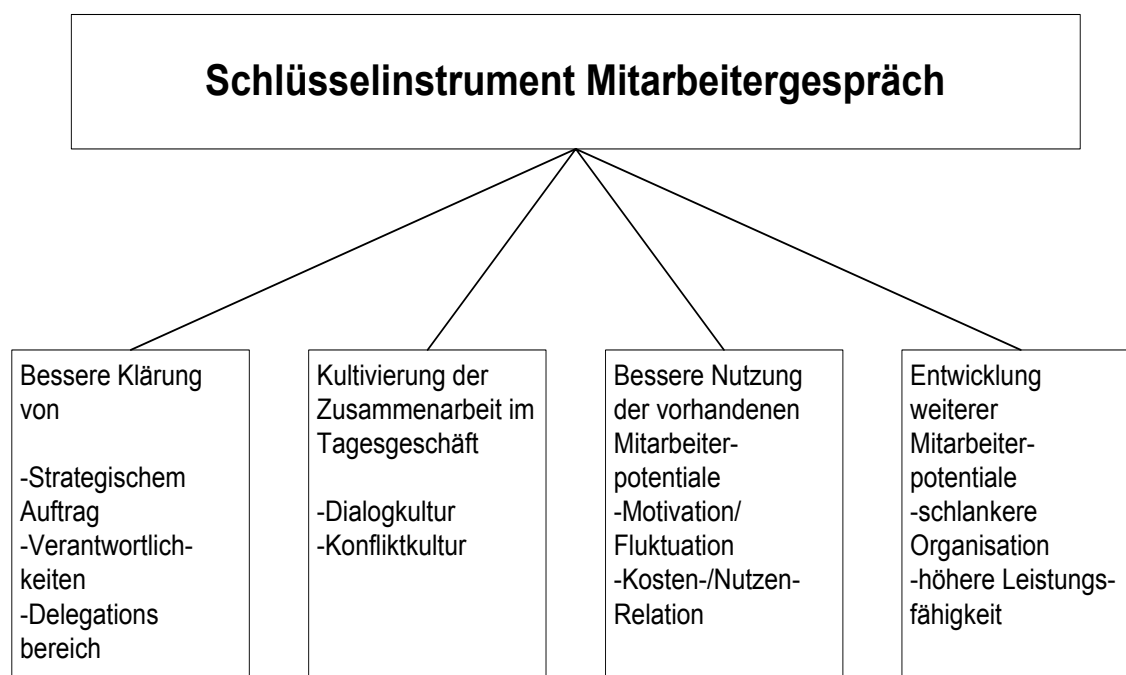 Schlüsselinstrument Mitarbeitergespräch
Bessere Klärung
von
-Strategischem
Auftrag
-Verantwortlich-
keiten
-Delegations
bereich
Kultivierung der
Zusammenarbeit im
Tagesgeschäft
-Dialogkultur
-Konfliktkultur
Bessere Nutzung
der vorhandenen
Mitarbeiter-
potentiale
-Motivation/
Fluktuation
-Kosten-/Nutzen-
Relation
Entwicklung
weiterer
Mitarbeiter-
potentiale
-schlankere
Organisation
-höhere Leistungs-
fähigkeit